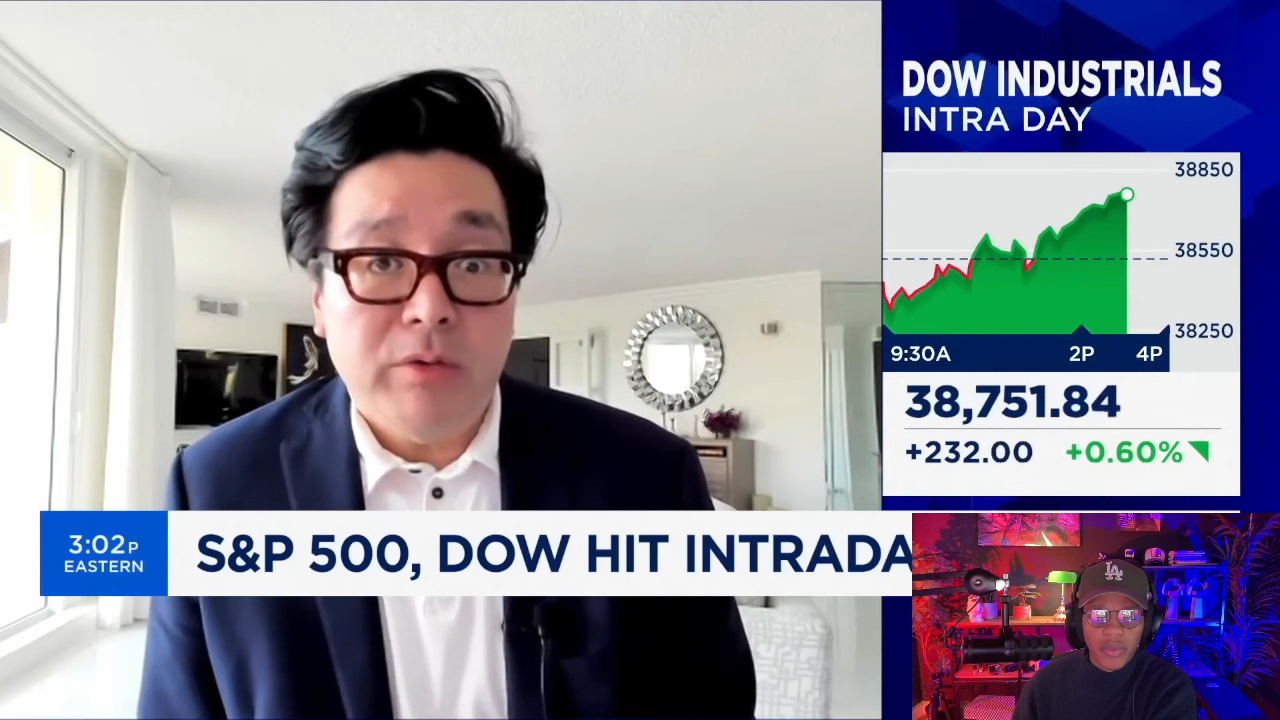 DOW INDUSTRIALS
INTRA DAY
38850
38550
38250
9:30A 2P 4P
38,751.84
+232.00 +0.60%
3:02P
EASTERN
S&P 500, DOW HIT INTRADA
LA